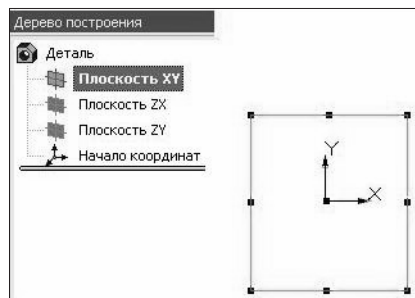 Дерево построения
Деталь
Плоскость XY
Плоскость ZX
Плоскость ZY
Начало координат
Y
X